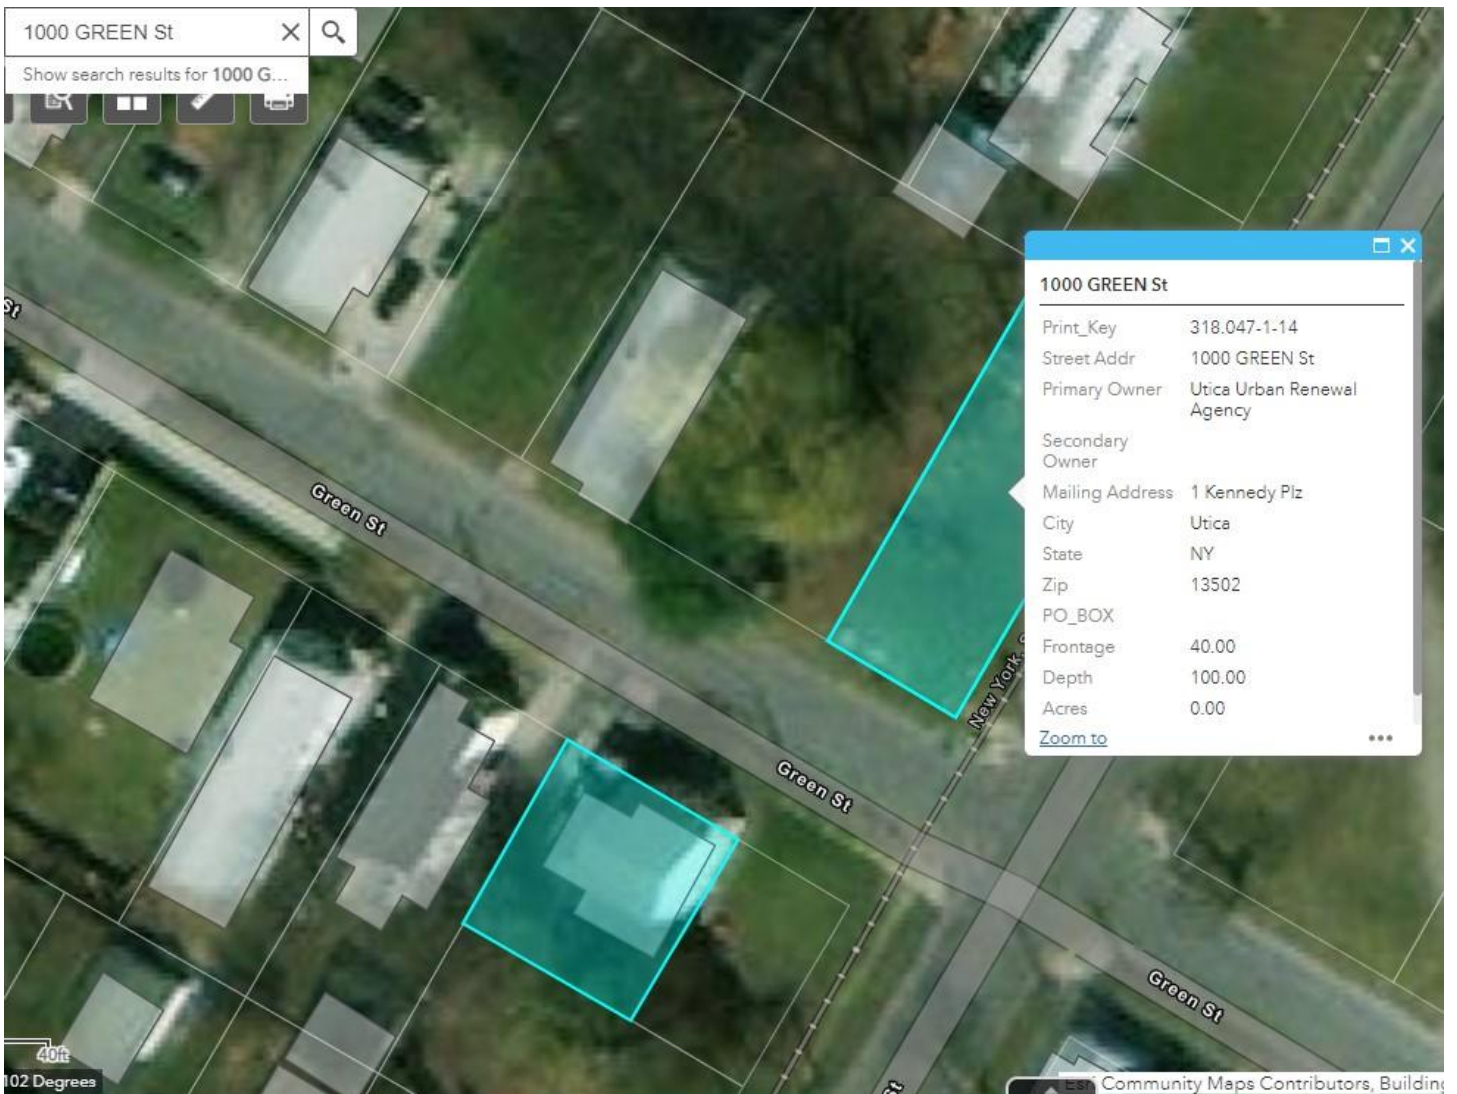 1000 GREEN St
Show search results for 1000 G...
St
Green St
1000 GREEN St
Print_Key 318.047-1-14
Street Addr 1000 GREEN St
Primary Owner Utica Urban Renewal
Agency
Secondary
Owner
Mailing Address 1 Kennedy Plz
City Utica
State NY
Zip 13502
PO_BOX
Frontage 40.00
Depth 100.00
Acres 0.00
Zoom to
New York,
Green St
Green St
40ft
102 Degrees
St
Esri Community Maps Contributors, Building